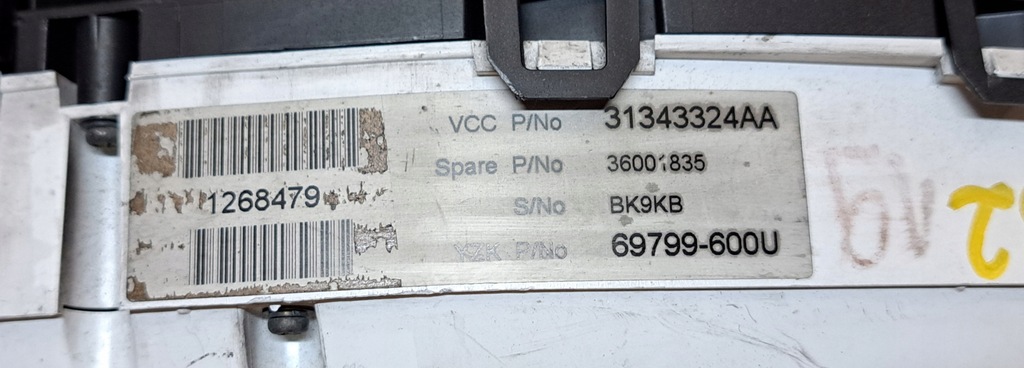 VCC P/No 31343324AA
Spare P/No 36001835
1268479
S/No BK9KB
YZK P/No 69799-600U